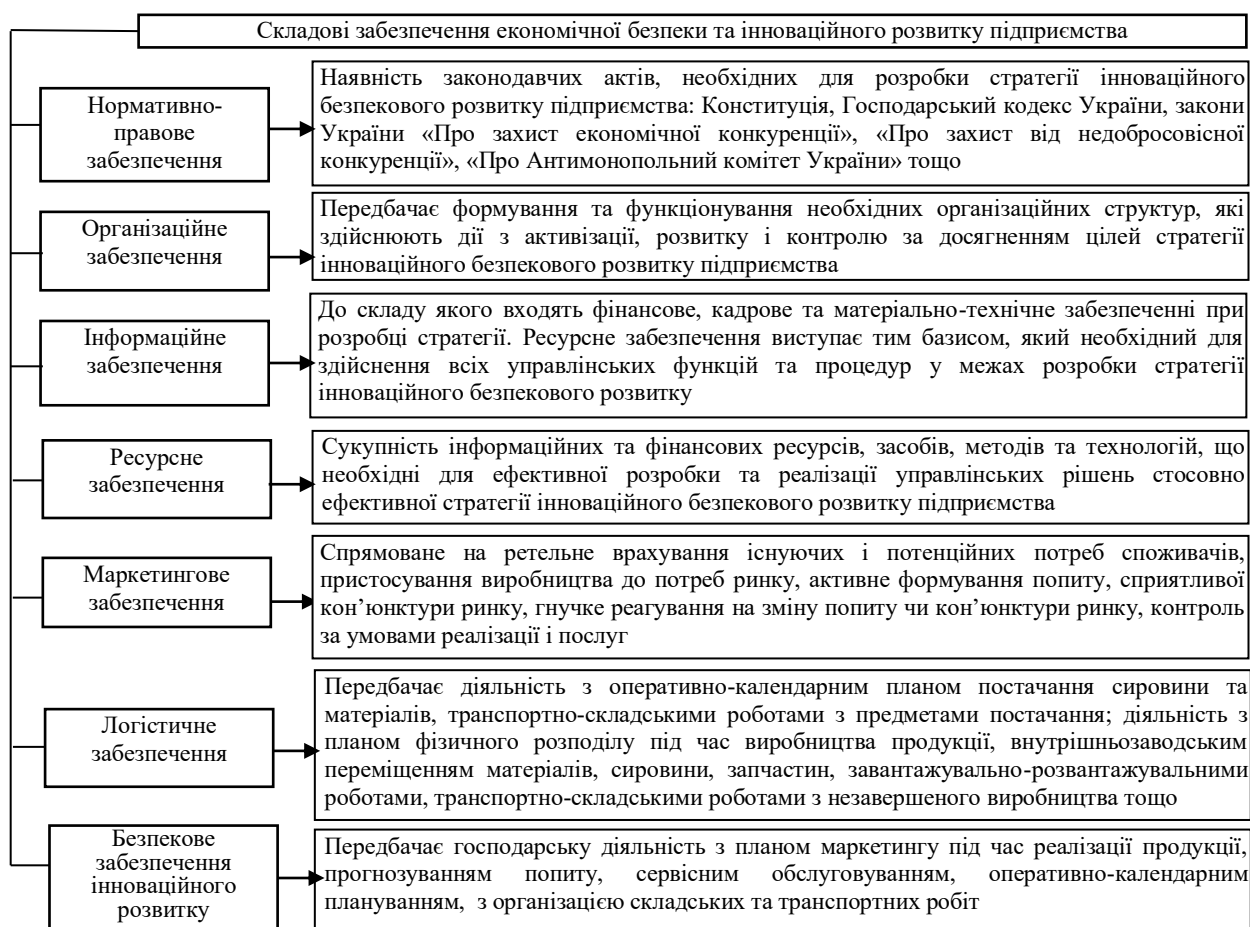 Складові забезпечення економічної безпеки та інноваційного розвитку підприємства
Нормативно-
правове
забезпечення
Наявність законодавчих актів, необхідних для розробки стратегії інноваційного
безпекового розвитку підприємства: Конституція, Господарський кодекс України, закони
України «Про захист економічної конкуренції», «Про захист від недобросовісної
конкуренції», «Про Антимонопольний комітет України» тощо
Організаційне
забезпечення
Передбачає формування та функціонування необхідних організаційних структур, які
здійснюють дії з активізації, розвитку і контролю за досягненням цілей стратегії
інноваційного безпекового розвитку підприємства
Інформаційне
забезпечення
До складу якого входять фінансове, кадрове та матеріально-технічне забезпеченні при
розробці стратегії. Ресурсне забезпечення виступає тим базисом, який необхідний для
здійснення всіх управлінських функцій та процедур у межах розробки стратегії
інноваційного безпекового розвитку
Ресурсне
забезпечення
Сукупність інформаційних та фінансових ресурсів, засобів, методів та технологій, що
необхідні для ефективної розробки та реалізації управлінських рішень стосовно
ефективної стратегії інноваційного безпекового розвитку підприємства
Маркетингове
забезпечення
Спрямоване на ретельне врахування існуючих і потенційних потреб споживачів,
пристосування виробництва до потреб ринку, активне формування попиту, сприятливої
кон’юнктури ринку, гнучке реагування на зміну попиту чи кон’юнктури ринку, контроль
за умовами реалізації і послуг
Логістичне
забезпечення
Передбачає діяльність з оперативно-календарним планом постачання сировини та
матеріалів, транспортно-складськими роботами з предметами постачання; діяльність з
планом фізичного розподілу під час виробництва продукції, внутрішньозаводським
переміщенням матеріалів, сировини, запчастин, завантажувально-розвантажувальними
роботами, транспортно-складськими роботами з незавершеного виробництва тощо
Безпекове
забезпечення
інноваційного
розвитку
Передбачає господарську діяльність з планом маркетингу під час реалізації продукції,
прогнозуванням попиту, сервісним обслуговуванням, оперативно-календарним
плануванням, з організацією складських та транспортних робіт